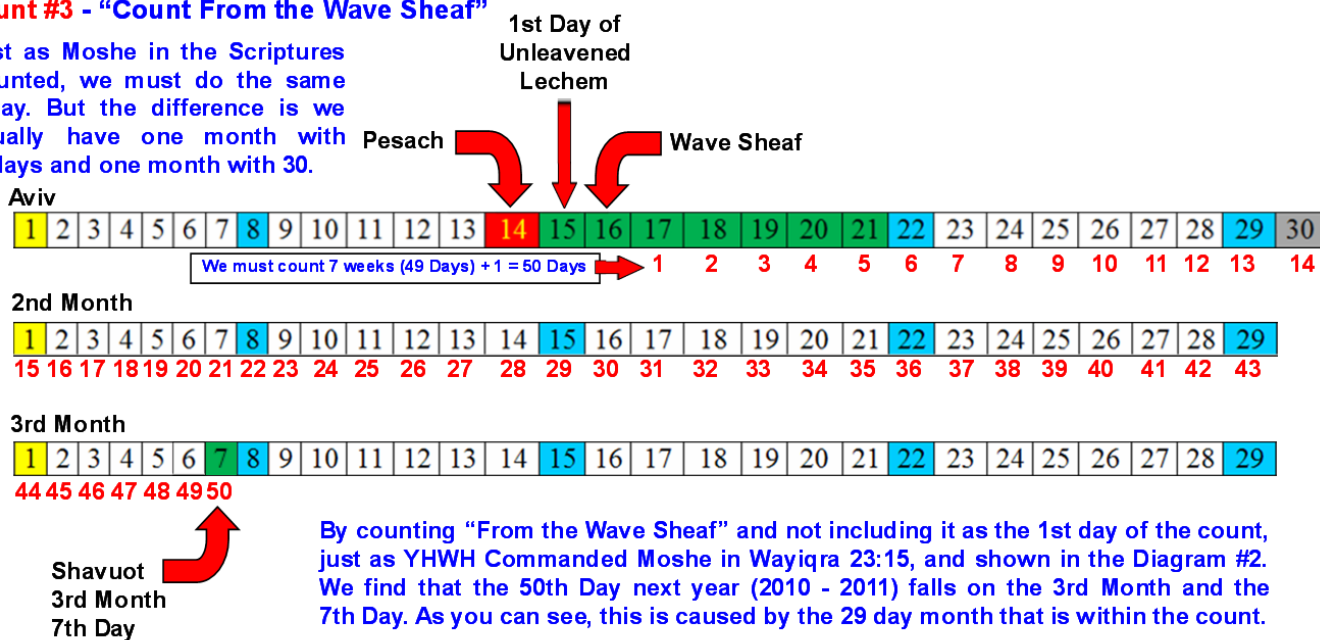 unt #3 - “Count From the Wave Sheaf”
st as Moshe in the Scriptures
unted, we must do the same
ay. But the difference is we
ually have one month with
days and one month with 30.
1st Day of
Unleavened
Lechem
Pesach
Wave Sheaf
Aviv
1 2 3 4 5 6 7 8 9 10 11 12 13 14 15 16 17 18 19 20 21 22 23 24 25 26 27 28 29 30
We must count 7 weeks (49 Days) + 1 = 50 Days
1 2 3 4 5 6 7 8 9 10 11 12 13 14
2nd Month
1 2 3 4 5 6 7 8 9 10 11 12 13 14 15 16 17 18 19 20 21 22 23 24 25 26 27 28 29
15 16 17 18 19 20 21 22 23 24 25 26 27 28 29 30 31 32 33 34 35 36 37 38 39 40 41 42 43
3rd Month
1 2 3 4 5 6 7 8 9 10 11 12 13 14 15 16 17 18 19 20 21 22 23 24 25 26 27 28 29
44 45 46 47 48 49 50
Shavuot
3rd Month
7th Day
By counting “From the Wave Sheaf” and not including it as the 1st day of the count,
just as YHWH Commanded Moshe in Wayiqra 23:15, and shown in the Diagram #2.
We find that the 50th Day next year (2010 - 2011) falls on the 3rd Month and the
7th Day. As you can see, this is caused by the 29 day month that is within the count.